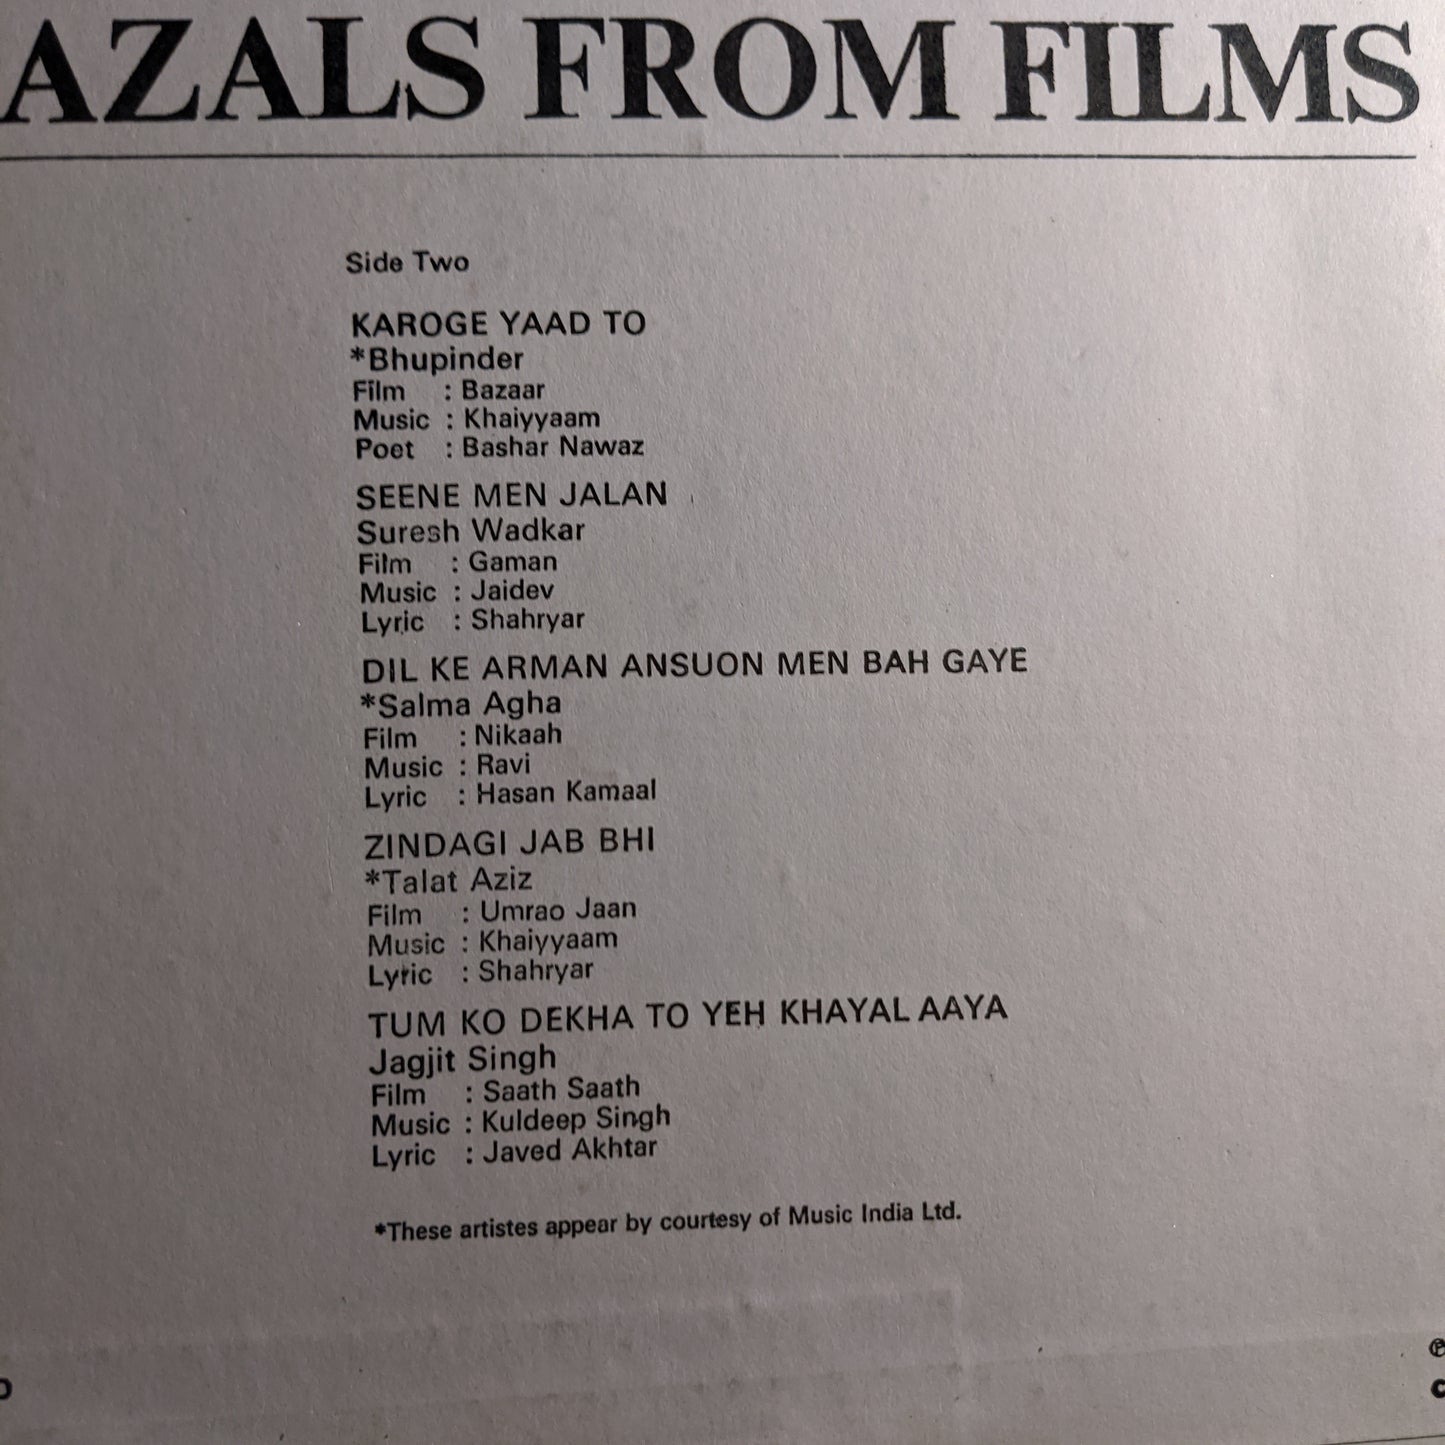 AZALS FROM FILMS
Side Two
KAROGE YAAD TO
*Bhupinder
Film : Bazaar
Music : Khaiyyaam
Poet : Bashar Nawaz
SEENE MEN JALAN
Suresh Wadkar
Film : Gaman
Music : Jaidev
Lyric : Shahryar
DIL KE ARMAN ANSUON MEN BAH GAYE
*Salma Agha
Film : Nikaah
Music : Ravi
Lyric : Hasan Kamaal
ZINDAGI JAB BHI
*Talat Aziz
Film : Umrao Jaan
Music : Khaiyyaam
Lyric : Shahryar
TUM KO DEKHA TO YEH KHAYAL AAYA
Jagjit Singh
Film : Saath Saath
Music : Kuldeep Singh
Lyric : Javed Akhtar
*These artistes appear by courtesy of Music India Ltd.
℗